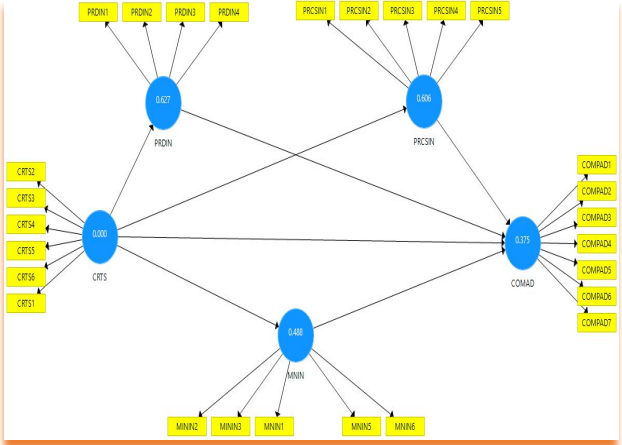 PRDIN1 PRDIN2 PRDIN3 PRDIN4
PRCSIN1 PRCSIN2 PRCSIN3 PRCSIN4 PRCSIN5
0.627
PRDIN
0.606
PRCSIN
CRTS2
CRTS3
CRTS4
CRTS5
CRTS6
CRTS1
0.000
CRTS
0.375
COMAD
COMPAD1
COMPAD2
COMPAD3
COMPAD4
COMPAD5
COMPAD6
COMPAD7
0.488
MNIN
MNIN2 MNIN3 MNIN1 MNIN5 MNIN6